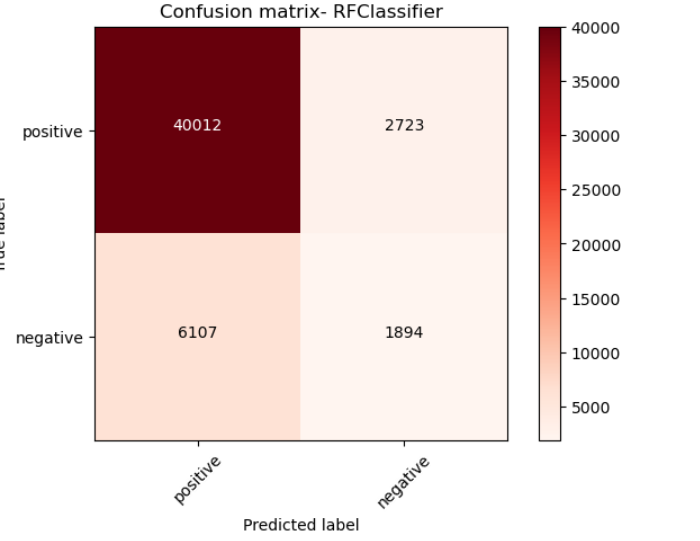 Confusion matrix- RFClassifier
positive
40012
2723
negative
6107
1894
positive
negative
Predicted label
40000
35000
30000
25000
20000
15000
10000
5000